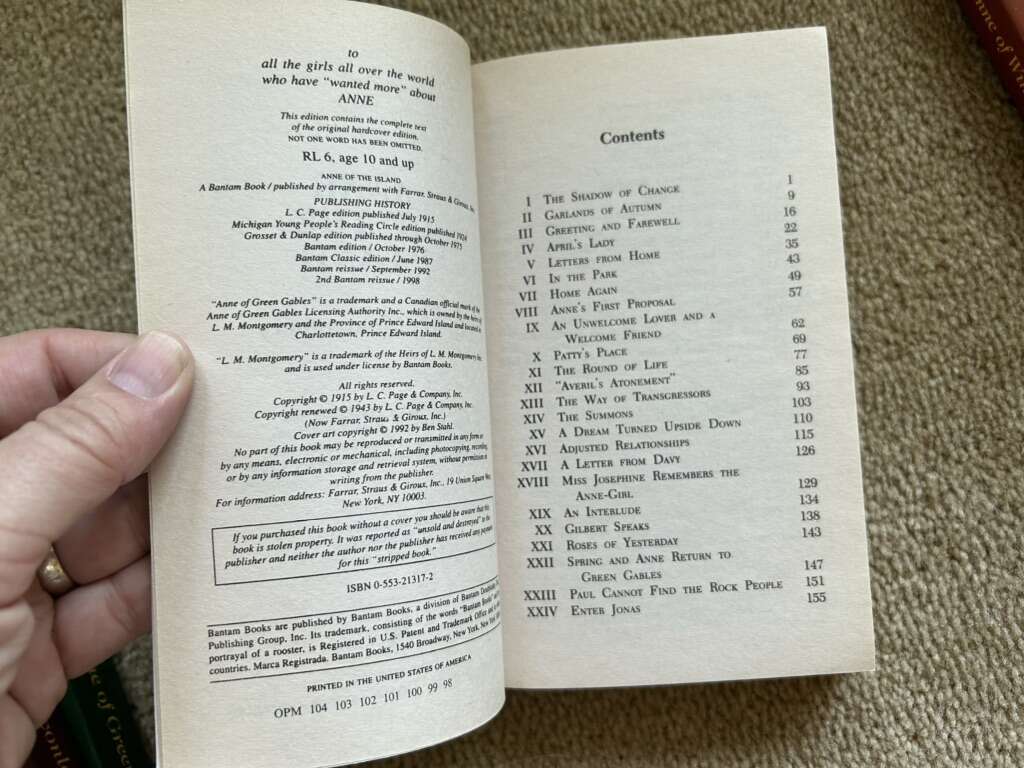 to
all the girls all over the world
who have "wanted more" about
ANNE
This edition contains the complete text
of the original hardcover edition.
NOT ONE WORD HAS BEEN OMITTED.
RL 6, age 10 and up
ANNE OF THE ISLAND
A Bantam Book / published by arrangement with Farrar, Straus & Giroux, Inc.
PUBLISHING HISTORY
L. C. Page edition published July 1915
Michigan Young People's Reading Circle edition published 1924
Grosset & Dunlap edition published through October 1975
Bantam edition / October 1976
Bantam Classic edition / June 1987
Bantam reissue / September 1992
2nd Bantam reissue / 1998
"Anne of Green Gables" is a trademark and a Canadian official mark of the
Anne of Green Gables Licensing Authority Inc., which is owned by the heirs of
L. M. Montgomery and the Province of Prince Edward Island and located in
Charlottetown, Prince Edward Island.
"L. M. Montgomery" is a trademark of the Heirs of L. M. Montgomery Inc.
and is used under license by Bantam Books.
All rights reserved.
Copyright © 1915 by L. C. Page & Company, Inc.
Copyright renewed © 1943 by L. C. Page & Company, Inc.
(Now Farrar, Straus & Giroux, Inc.)
Cover art copyright © 1992 by Ben Stahl.
No part of this book may be reproduced or transmitted in any form or
by any means, electronic or mechanical, including photocopying, recording,
or by any information storage and retrieval system, without permission in
writing from the publisher.
For information address: Farrar, Straus & Giroux, Inc., 19 Union Square West,
New York, NY 10003.
If you purchased this book without a cover you should be aware that this
book is stolen property. It was reported as "unsold and destroyed" to the
publisher and neither the author nor the publisher has received any payment
for this "stripped book."
ISBN 0-553-21317-2
Bantam Books are published by Bantam Books, a division of Bantam Doubleday
Publishing Group, Inc. Its trademark, consisting of the words "Bantam Books" and the
portrayal of a rooster, is Registered in U.S. Patent and Trademark Office and in other
countries. Marca Registrada. Bantam Books, 1540 Broadway, New York, New York
PRINTED IN THE UNITED STATES OF AMERICA
OPM 104 103 102 101 100 99 98
Contents
I THE SHADOW OF CHANGE 1
II GARLANDS OF AUTUMN 9
III GREETING AND FAREWELL 16
IV APRIL'S LADY 22
V LETTERS FROM HOME 35
VI IN THE PARK 43
VII HOME AGAIN 49
VIII ANNE'S FIRST PROPOSAL 57
IX AN UNWELCOME LOVER AND A
WELCOME FRIEND 62
X PATTY'S PLACE 69
XI THE ROUND OF LIFE 77
XII "AVERIL'S ATONEMENT" 85
XIII THE WAY OF TRANSGRESSORS 93
XIV THE SUMMONS 103
XV A DREAM TURNED UPSIDE DOWN 110
XVI ADJUSTED RELATIONSHIPS 115
XVII A LETTER FROM DAVY 126
XVIII MISS JOSEPHINE REMEMBERS THE
ANNE-GIRL 129
XIX AN INTERLUDE 134
XX GILBERT SPEAKS 138
XXI ROSES OF YESTERDAY 143
XXII SPRING AND ANNE RETURN TO
GREEN GABLES 147
XXIII PAUL CANNOT FIND THE ROCK PEOPLE 151
XXIV ENTER JONAS 155